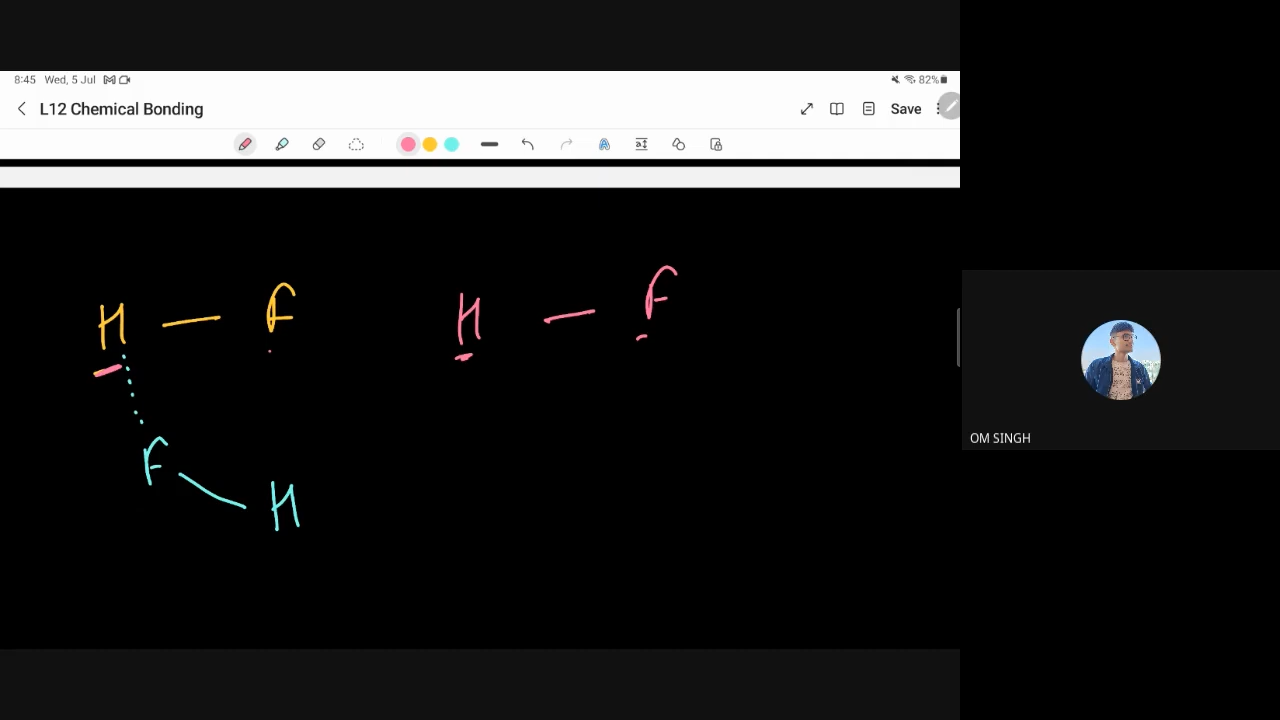 8:45 Wed, 5 Jul 82%
L12 Chemical Bonding Save
H — F H — F
F — H
OM SINGH